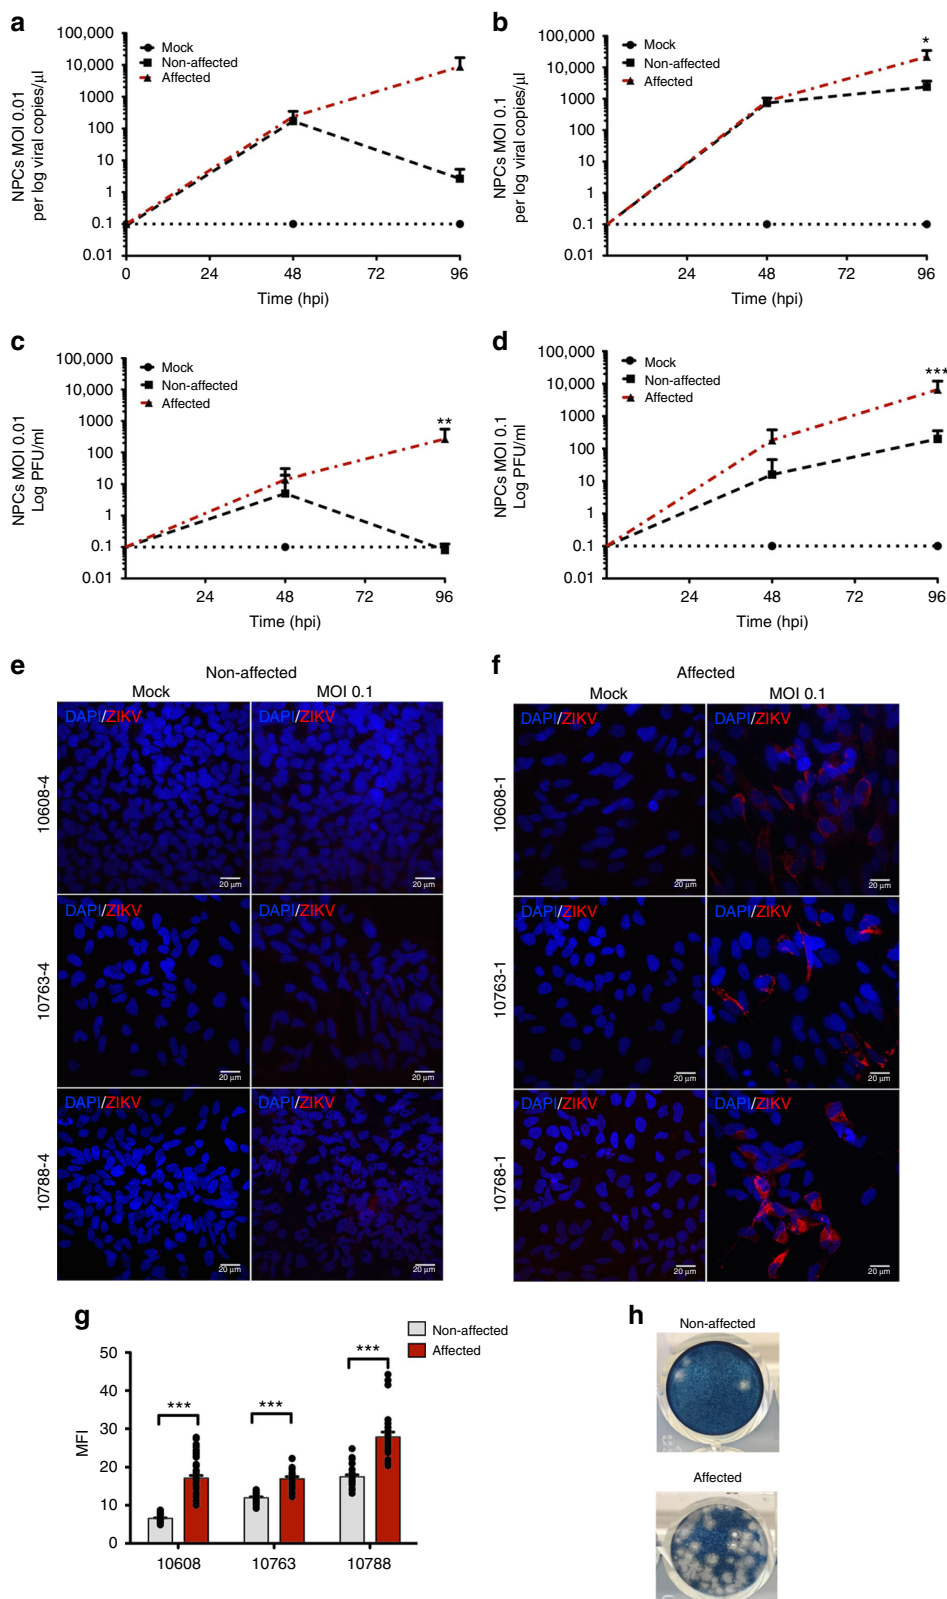 a
100,000
10,000
1000
100
10
1
0.1
0.01
NPCs MOI 0.01
per log viral copies/µl
Mock
Non-affected
Affected
0
24
48
72
96
Time (hpi)
b
100,000
10,000
1000
100
10
1
0.1
0.01
NPCs MOI 0.1
per log viral copies/µl
Mock
Non-affected
Affected
*
24
48
72
96
Time (hpi)
c
100,000
10,000
1000
100
10
1
0.1
0.01
NPCs MOI 0.01
Log PFU/ml
Mock
Non-affected
Affected
**
24
48
72
96
Time (hpi)
d
100,000
10,000
1000
100
10
1
0.1
0.01
NPCs MOI 0.1
Log PFU/ml
Mock
Non-affected
Affected
***
24
48
72
96
Time (hpi)
e
Non-affected
Mock
MOI 0.1
10608-4
DAPI/ZIKV
20 µm
DAPI/ZIKV
20 µm
10763-4
DAPI/ZIKV
20 µm
DAPI/ZIKV
20 µm
10788-4
DAPI/ZIKV
20 µm
DAPI/ZIKV
20 µm
f
Affected
Mock
MOI 0.1
10608-1
DAPI/ZIKV
20 µm
DAPI/ZIKV
20 µm
10763-1
DAPI/ZIKV
20 µm
DAPI/ZIKV
20 µm
10768-1
DAPI/ZIKV
20 µm
DAPI/ZIKV
20 µm
g
Non-affected
Affected
50
40
30
20
10
0
MFI
***
***
***
10608
10763
10788
h
Non-affected
Affected